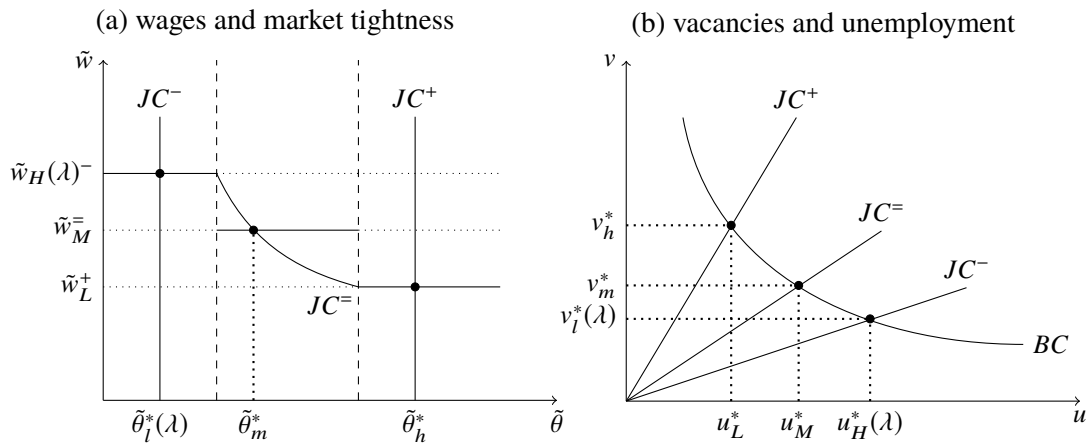 (a) wages and market tightness
w̃
JC⁻
JC⁺
w̃_H(λ)⁻
w̃_M^=
w̃_L^+
JC^=
θ̃_l^*(λ)
θ̃_m^*
θ̃_h^*
θ̃
(b) vacancies and unemployment
v
JC⁺
JC^=
v_h^*
JC⁻
v_m^*
v_l^*(λ)
BC
u_L^*
u_M^*
u_H^*(λ)
u